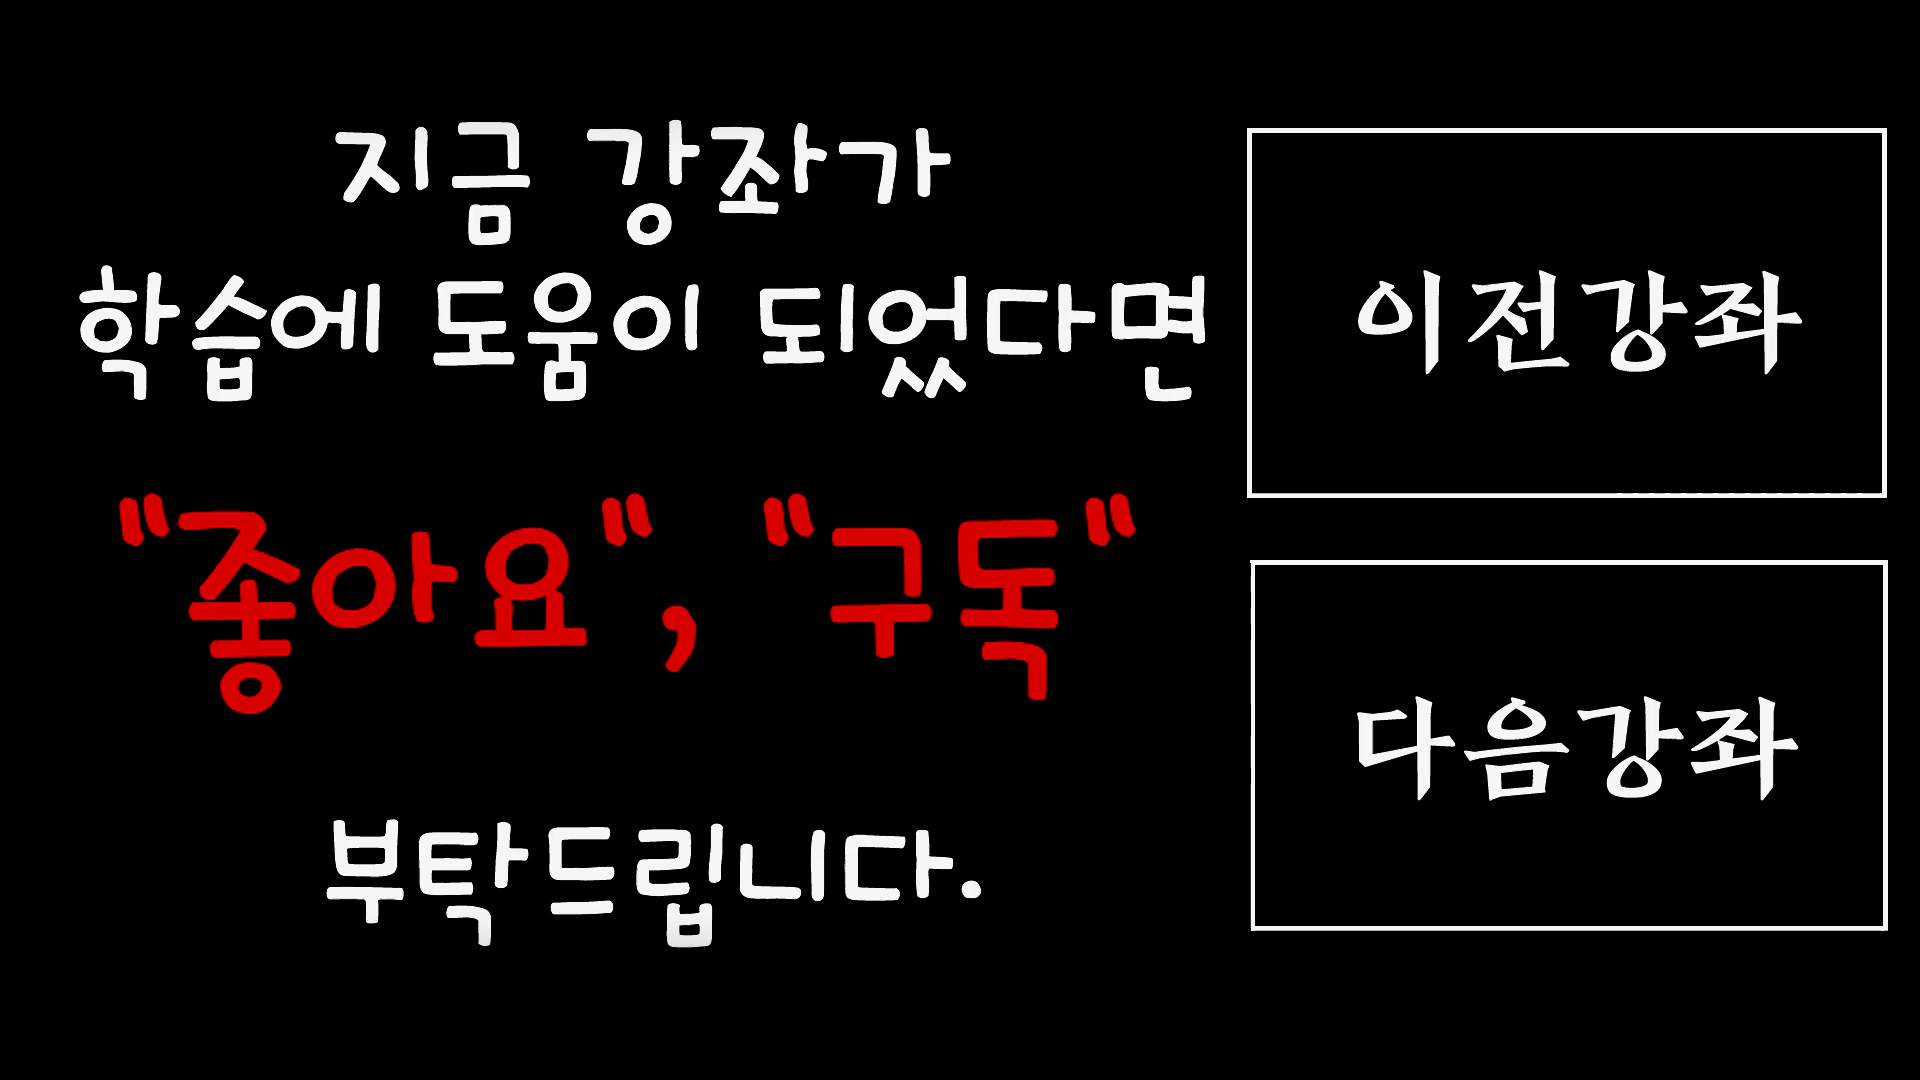 지금 강좌가
학습에 도움이 되었다면
"좋아요", "구독"
부탁드립니다.
이전강좌
다음강좌